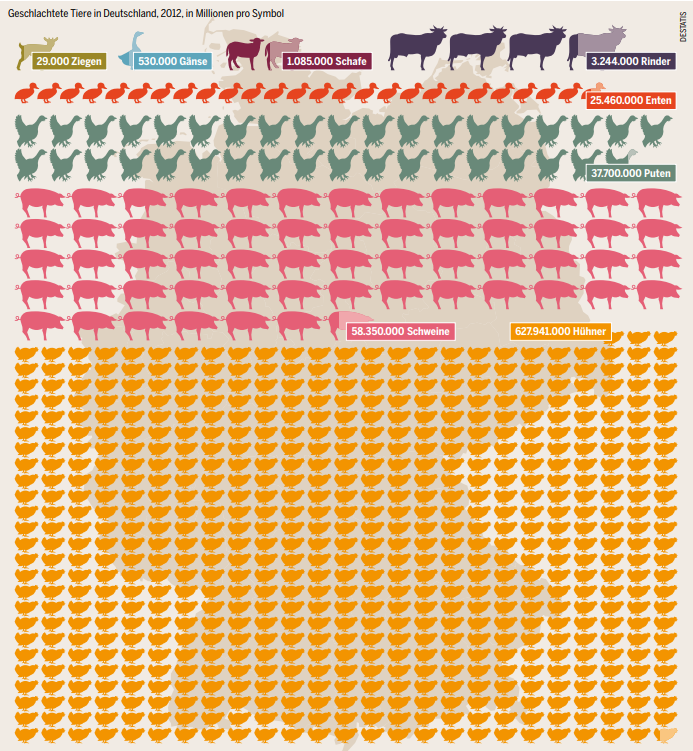 Geschlachtete Tiere in Deutschland, 2012, in Millionen pro Symbol
DESTATIS
29.000 Ziegen
530.000 Gänse
1.085.000 Schafe
3.244.000 Rinder
25.460.000 Enten
37.700.000 Puten
58.350.000 Schweine
627.941.000 Hühner